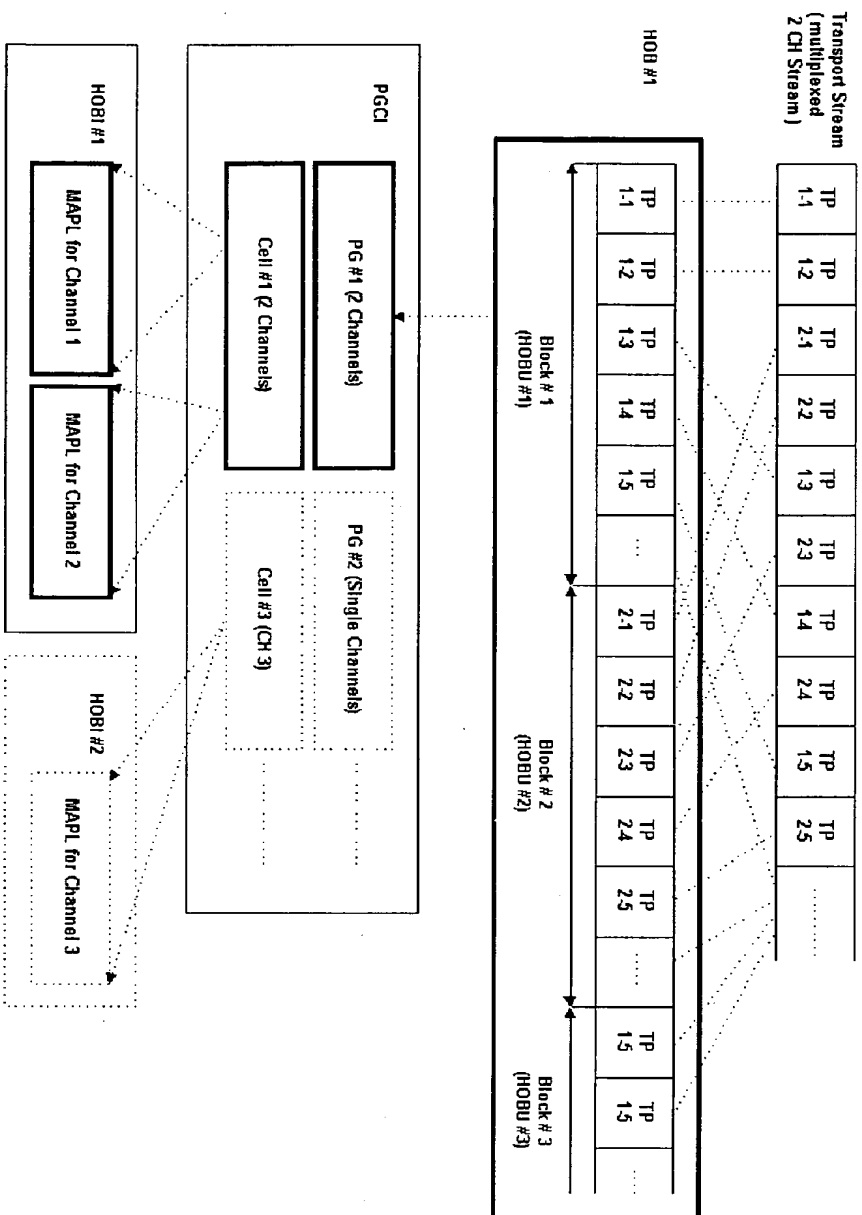 Transport Stream
( multiplexed
2 CH Stream )
TP
1-1
TP
1-2
TP
2-1
TP
2-2
TP
1-3
TP
2-3
TP
1-4
TP
2-4
TP
1-5
TP
2-5
........
HOB #1
TP
1-1
TP
1-2
TP
1-3
TP
1-4
TP
1-5
...
TP
2-1
TP
2-2
TP
2-3
TP
2-4
TP
2-5
....
TP
1-5
TP
1-5
....
Block # 1
(HOBU #1)
Block # 2
(HOBU #2)
Block # 3
(HOBU #3)
PGCI
PG #1 (2 Channels)
PG #2 (Single Channels)
........
Cell #1 (2 Channels)
Cell #3 (CH 3)
........
HOBI #1
MAPL for Channel 1
MAPL for Channel 2
HOBI #2
MAPL for Channel 3